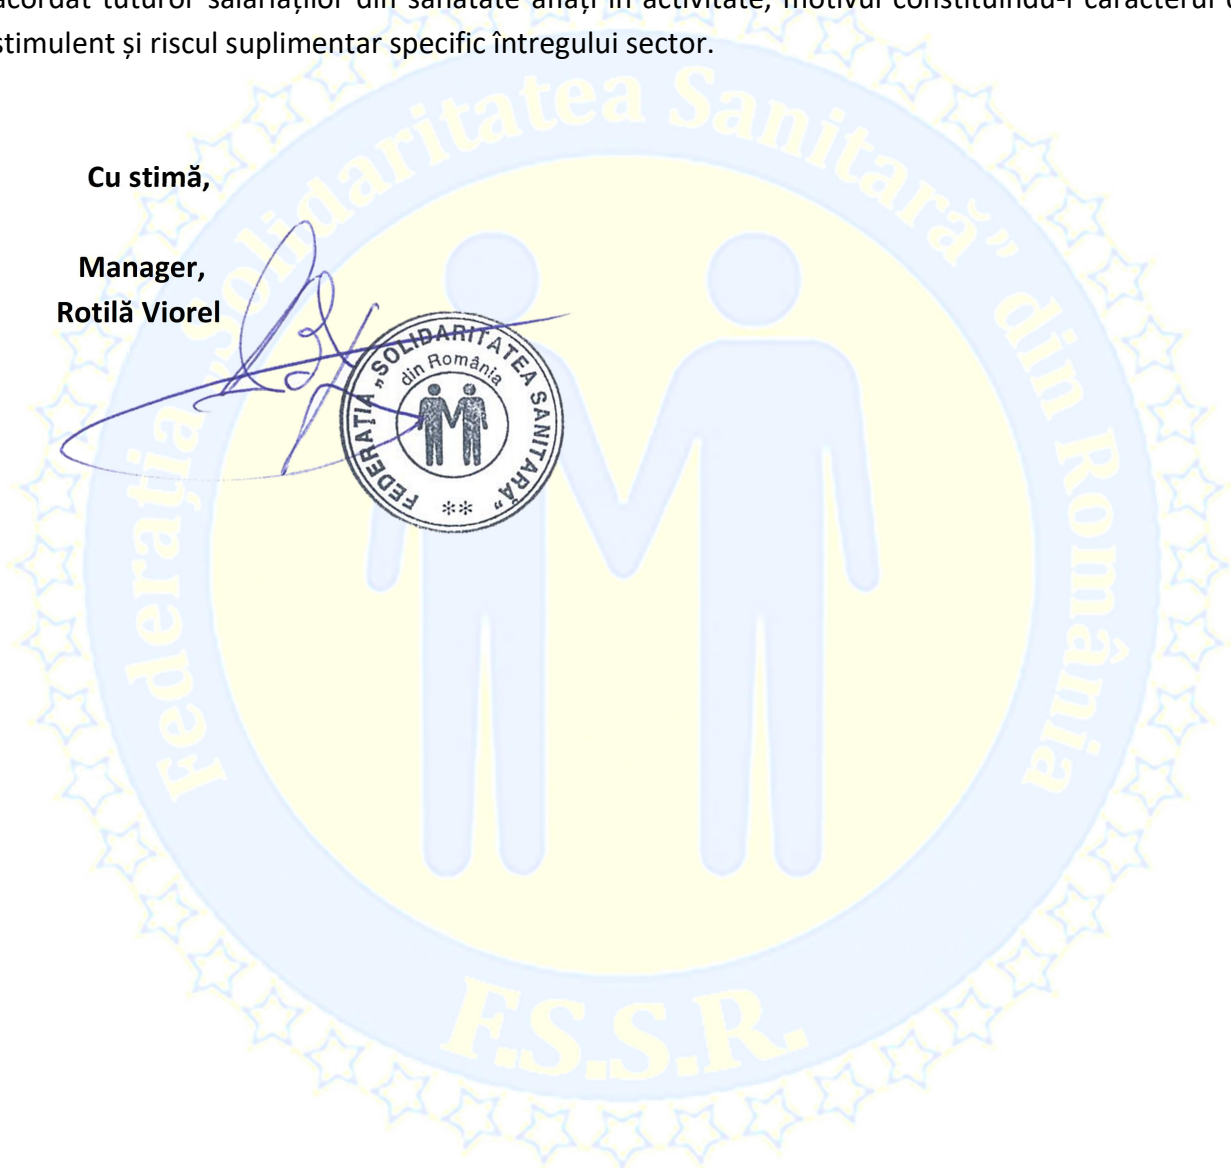 acordat tuturor salariaților din sănătate aflați în activitate, motivul constituindu-l caracterul
stimulent și riscul suplimentar specific întregului sector.
Cu stimă,
Manager,
Rotilă Viorel
FEDERAȚIA „SOLIDARITATEA SANITARĂ”
din România
**
Federația „Solidaritatea Sanitară” din România
F.S.S.R.